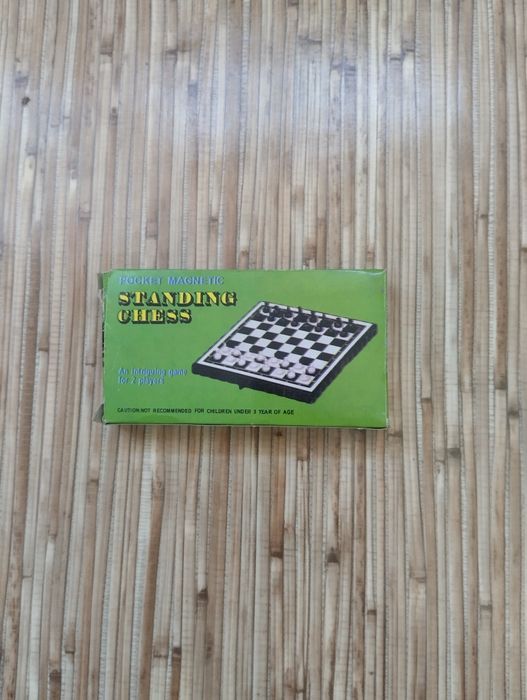 POCKET MAGNETIC
STANDING
CHESS
An intriguing game
for 2 players
CAUTION:NOT RECOMMENDED FOR CHILDREN UNDER 3 YEAR OF AGE